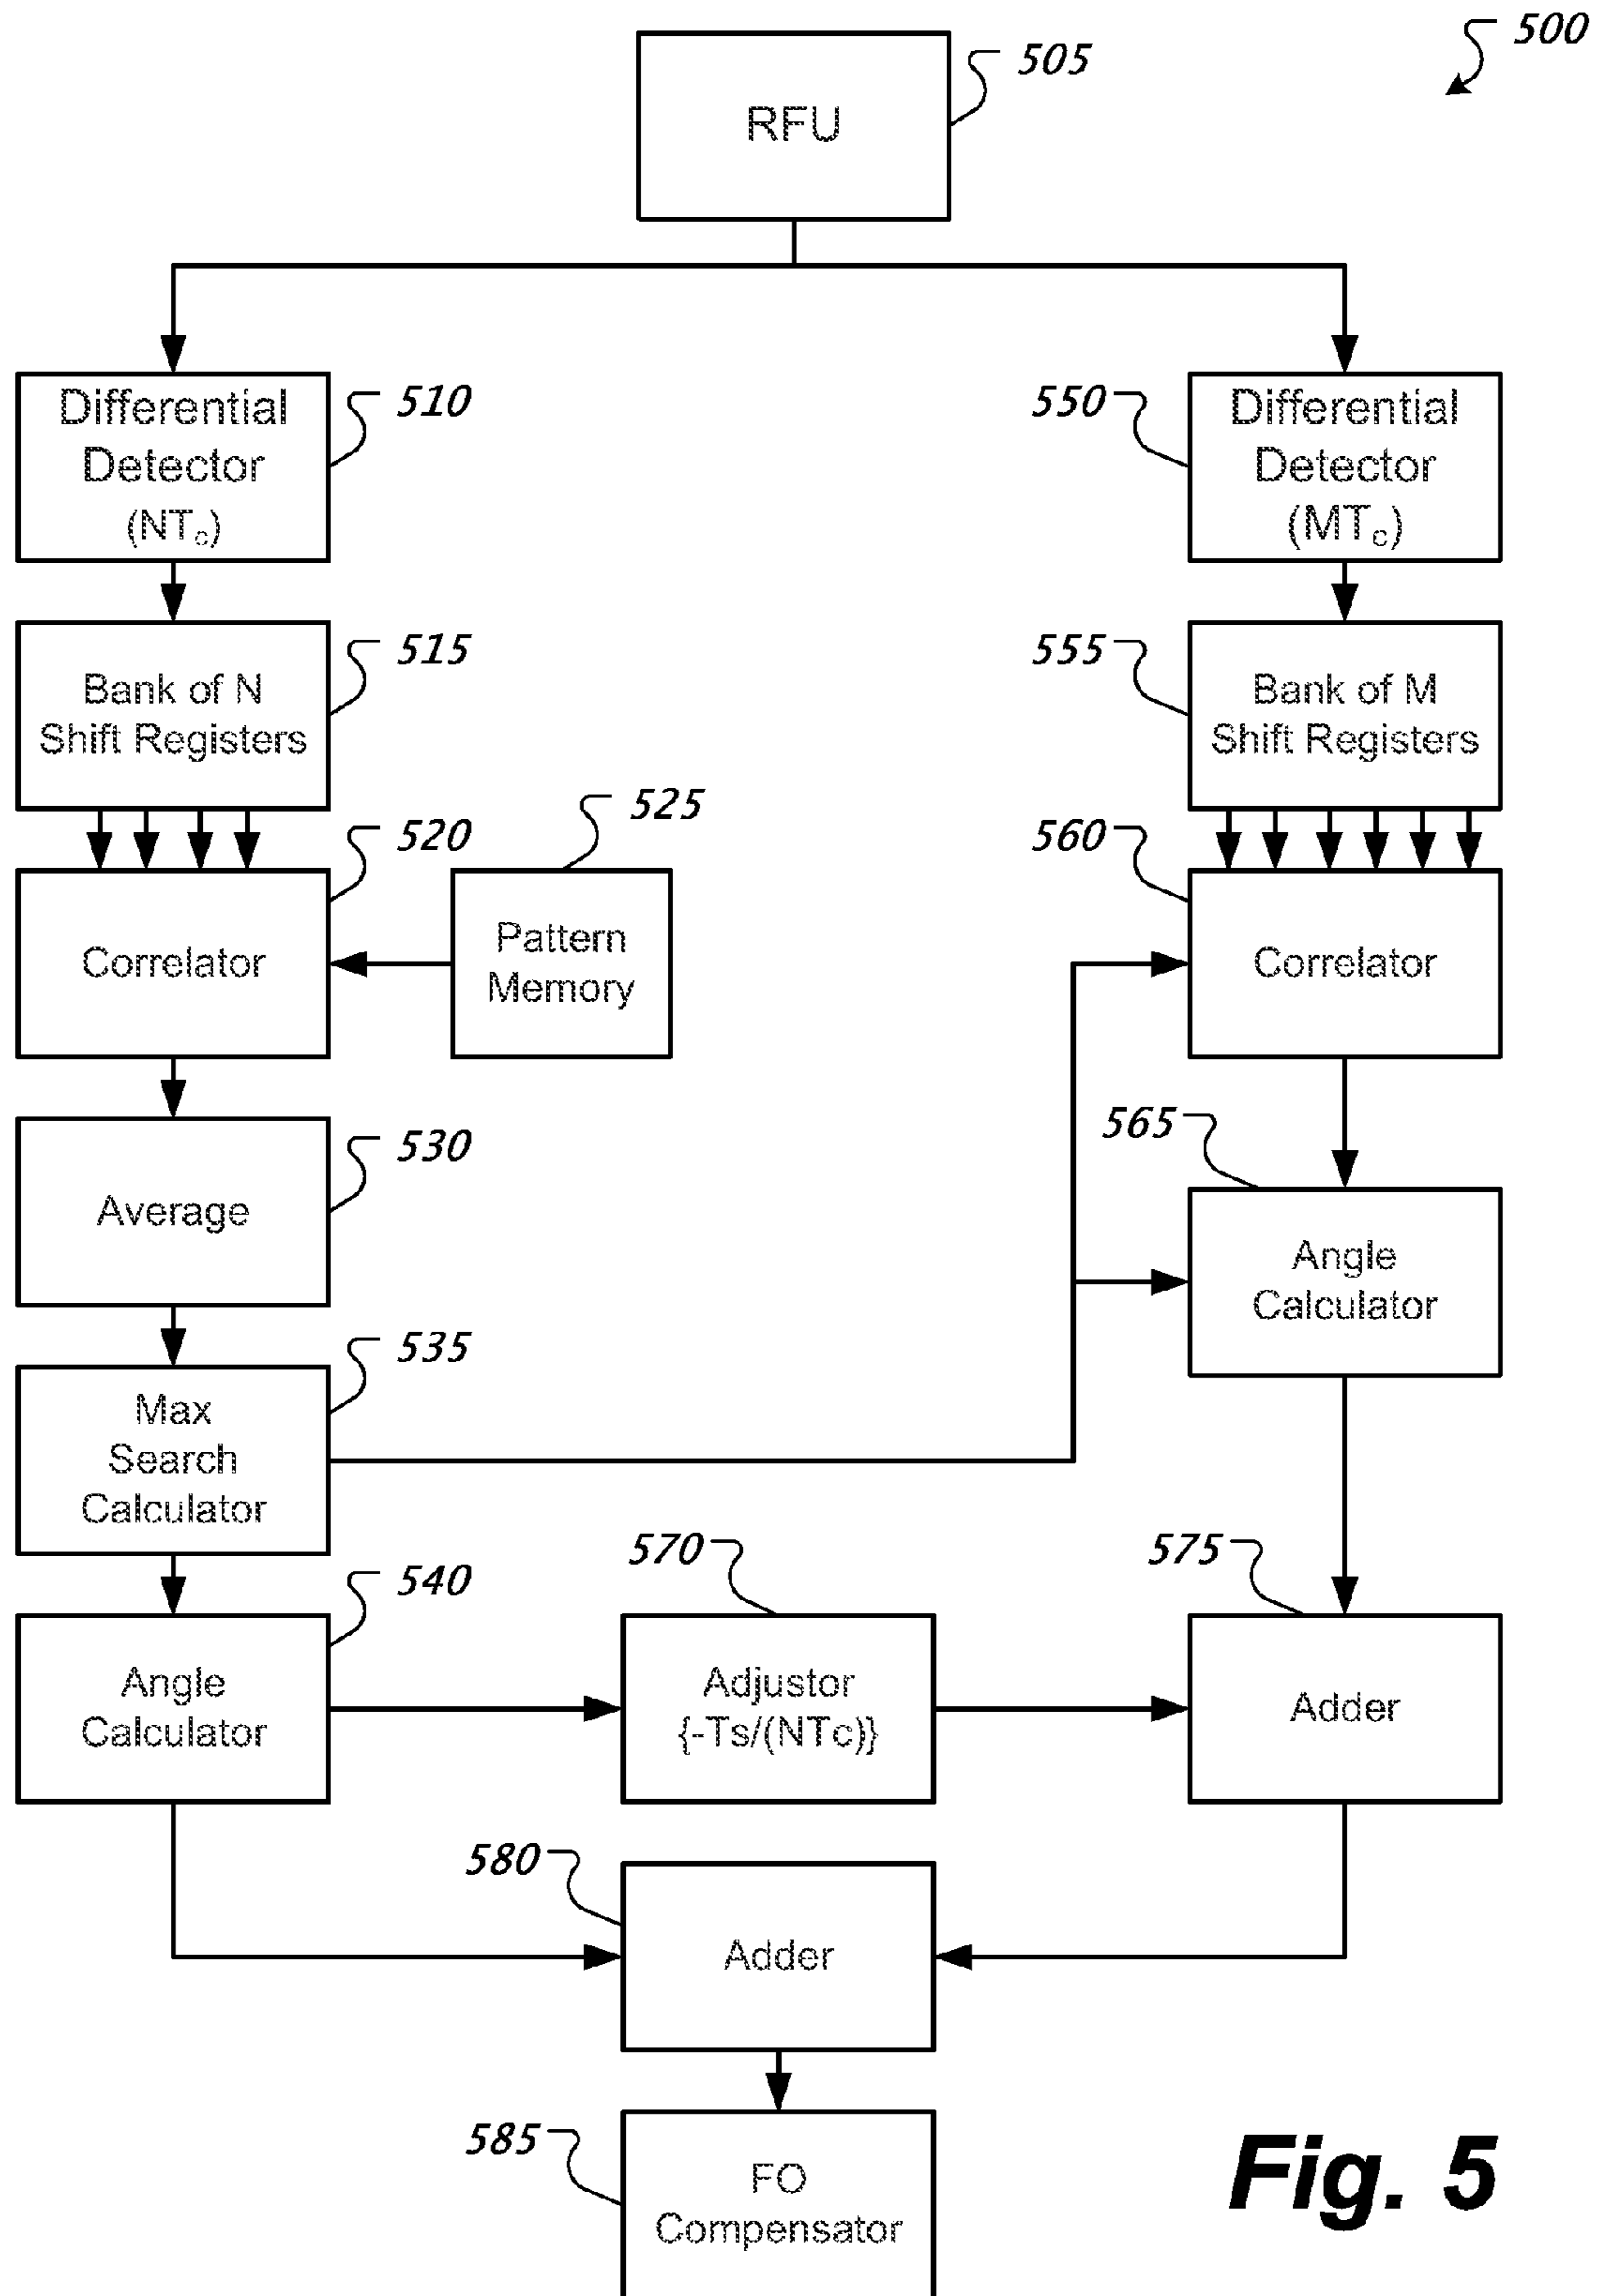 500
505
RFU
Differential
Detector
(NTc)
510
550
Differential
Detector
(MTc)
515
Bank of N
Shift Registers
555
Bank of M
Shift Registers
520
525
560
Correlator
Pattern
Memory
Correlator
530
Average
565
Angle
Calculator
535
Max
Search
Calculator
540
Angle
Calculator
570
Adjustor
{-Ts/(NTc)}
575
Adder
580
Adder
585
FO
Compensator
Fig. 5